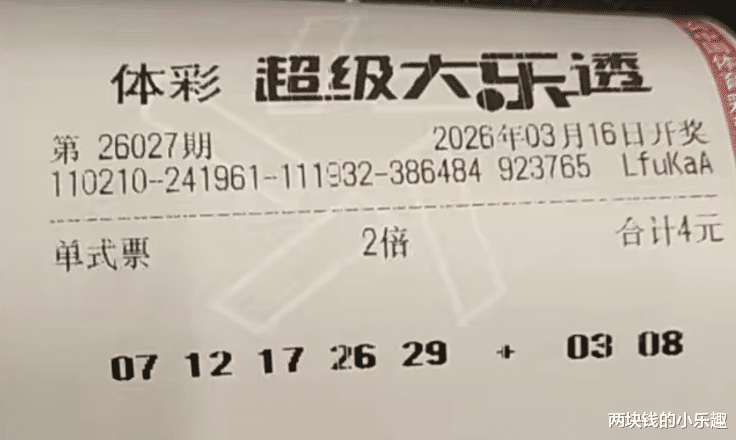 体彩 超级大乐透
第 26027期 2026年03月16日开奖
110210-241961-111932-386484 923765 LfuKaA
单式票 2倍 合计4元
07 12 17 26 29 + 03 08
两块钱的小乐趣